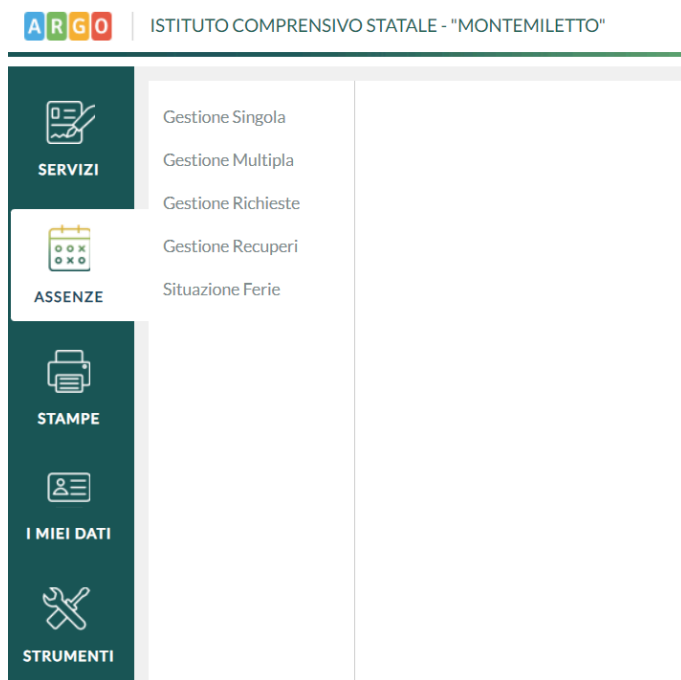 ARGO ISTITUTO COMPRENSIVO STATALE - "MONTEMILETTO"
SERVIZI
ASSENZE
STAMPE
I MIEI DATI
STRUMENTI
Gestione Singola
Gestione Multipla
Gestione Richieste
Gestione Recuperi
Situazione Ferie